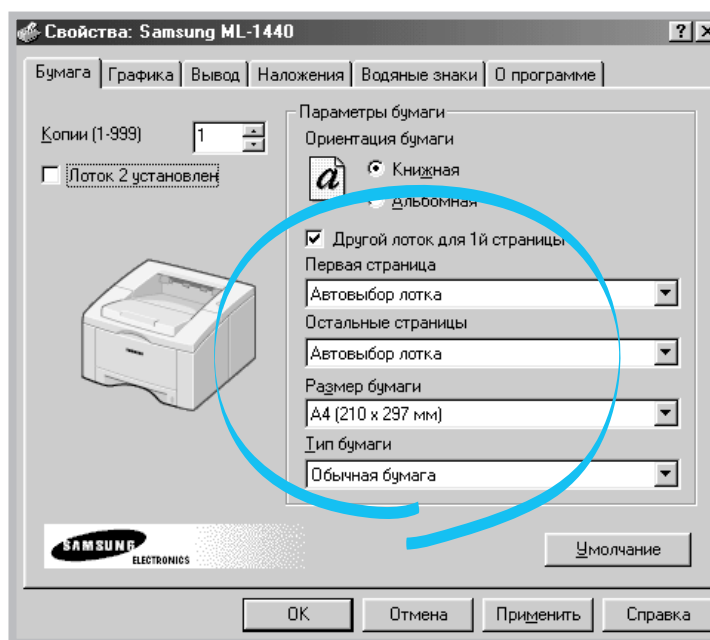 Свойства: Samsung ML-1440
Бумага Графика Вывод Наложения Водяные знаки О программе
Копии (1-999) 1
Лоток 2 установлен
Параметры бумаги
Ориентация бумаги
a
Книжная
Альбомная
Другой лоток для 1й страницы
Первая страница
Автовыбор лотка
Остальные страницы
Автовыбор лотка
Размер бумаги
A4 (210 x 297 мм)
Тип бумаги
Обычная бумага
SAMSUNG
ELECTRONICS
Умолчание
OK Отмена Применить Справка